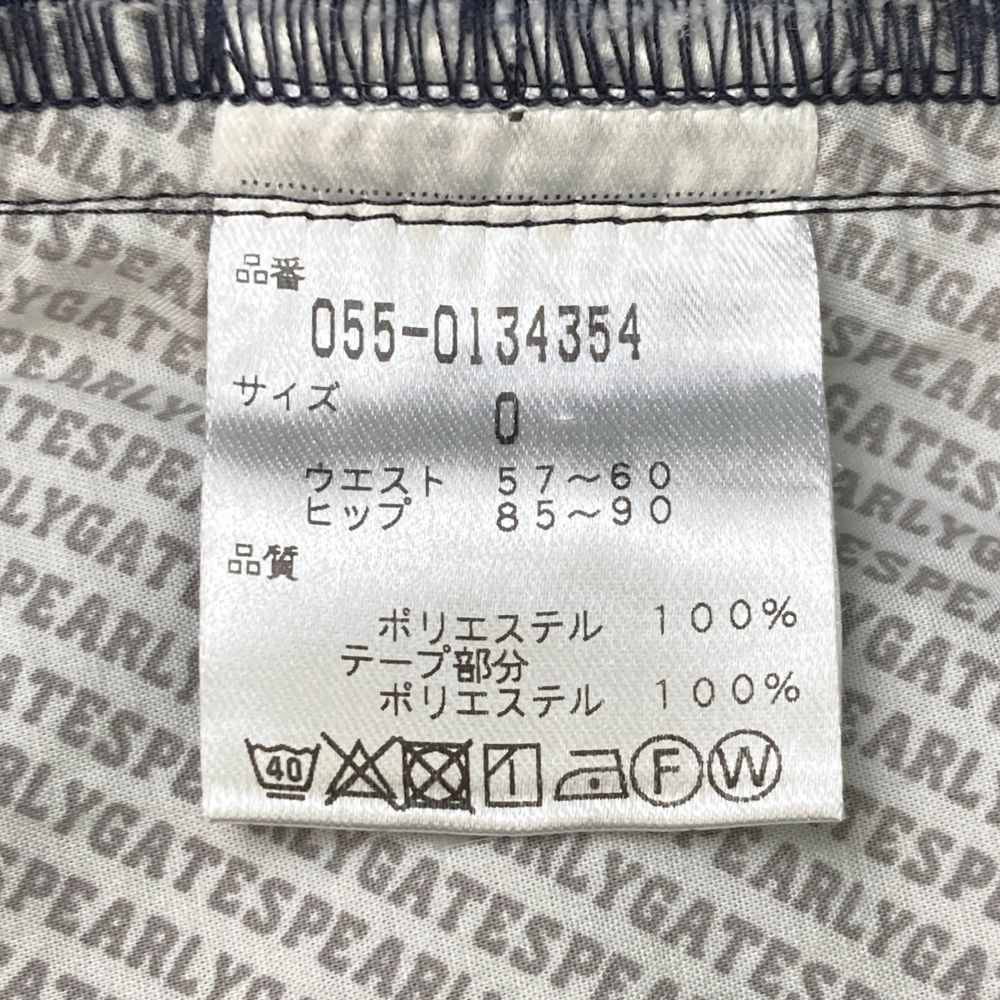 品番
055-0134354
サイズ
0
ウエスト 57～60
ヒップ 85～90
品質
ポリエステル 100%
テープ部分
ポリエステル 100%
40 1 F W
PEARLYGATES